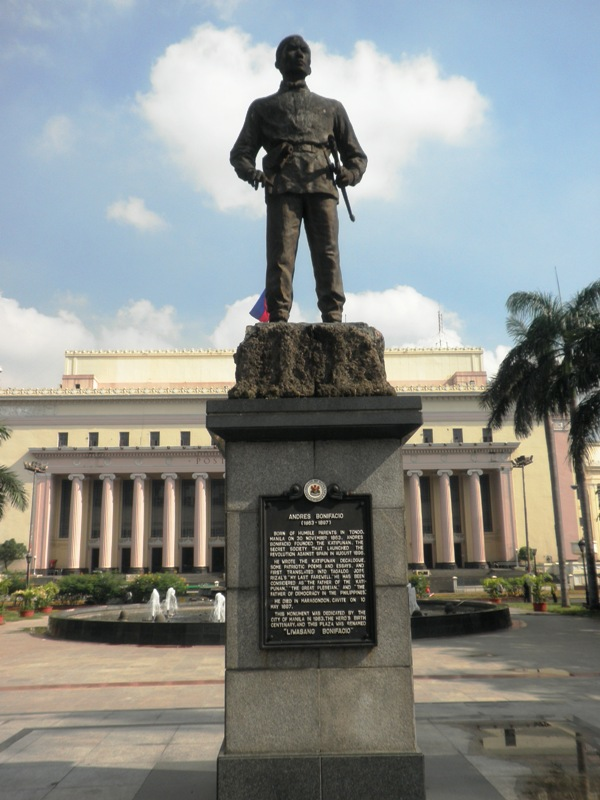 POS
ANDRES BONIFACIO
(1863-1897)
BORN OF HUMBLE PARENTS IN TONDO,
MANILA ON 30 NOVEMBER 1863, ANDRES
BONIFACIO FOUNDED THE KATIPUNAN, THE
SECRET SOCIETY THAT LAUNCHED THE
REVOLUTION AGAINST SPAIN IN AUGUST 1896
HE WROTE THE KATIPUNAN DECALOGUE,
SOME PATRIOTIC POEMS AND ESSAYS, AND
FIRST TRANSLATED INTO TAGALOG JOSE
RIZAL'S "MY LAST FAREWELL". HE HAS BEEN
CONSIDERED AS "THE FATHER OF THE KATI-
PUNAN," "THE GREAT PLEBEIAN," AND "THE
FATHER OF DEMOCRACY IN THE PHILIPPINES.
HE DIED IN MARAGONDON, CAVITE ON 10
MAY 1897.
THIS MONUMENT WAS DEDICATED BY THE
CITY OF MANILA IN 1963, THE HERO'S BIRTH
CENTENARY, AND THIS PLAZA WAS RENAMED
"LIWASANG BONIFACIO"